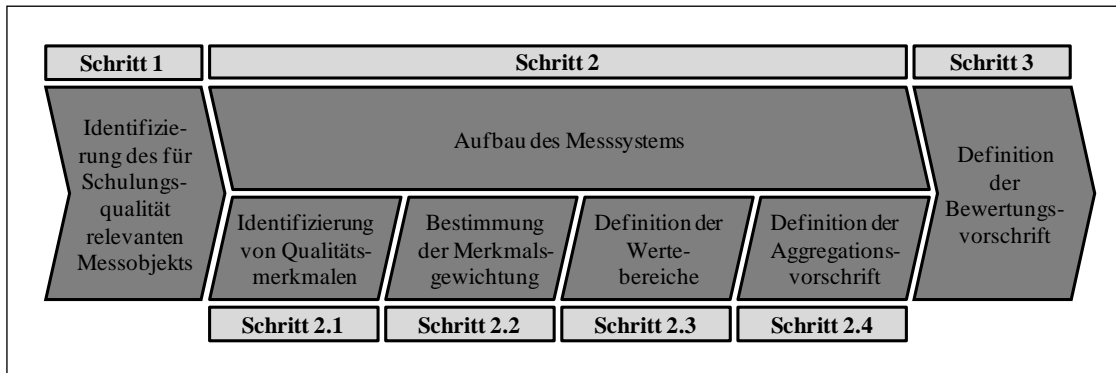 Schritt 1
Schritt 2
Schritt 3
Identifizie-
rung des für
Schulungs-
qualität
relevanten
Messobjekts
Aufbau des Messsystems
Identifizierung
von Qualitäts-
merkmalen
Bestimmung
der Merkmals-
gewichtung
Definition der
Werte-
bereiche
Definition der
Aggregations-
vorschrift
Definition
der
Bewertungs-
vorschrift
Schritt 2.1
Schritt 2.2
Schritt 2.3
Schritt 2.4